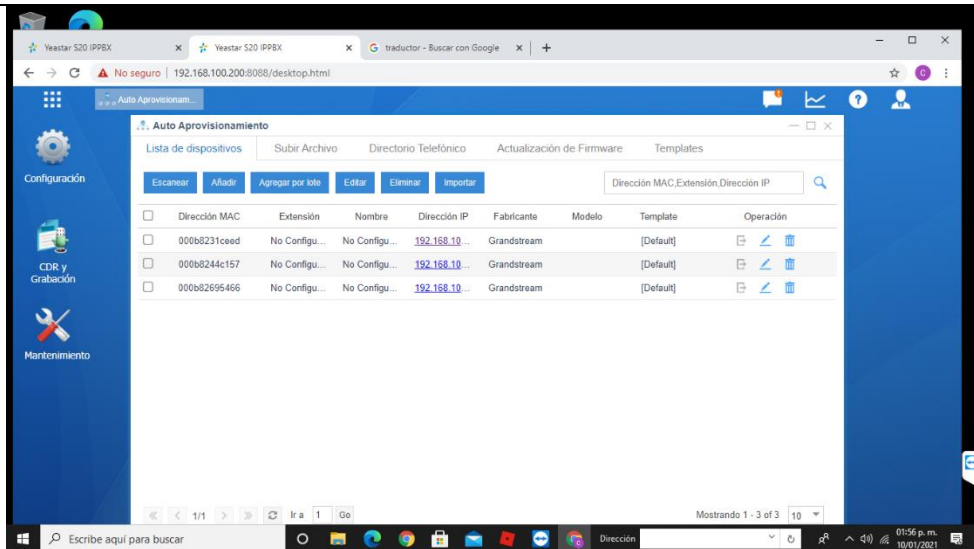 Yeastar S20 IPPBX
Yeastar S20 IPPBX
traductor - Buscar con Google
No seguro | 192.168.100.200:8088/desktop.html
Auto Aprovisionam...
Auto Aprovisionamiento
Lista de dispositivos Subir Archivo Directorio Telefónico Actualización de Firmware Templates
Configuración
Escanear Añadir Agregar por lote Editar Eliminar Importar Dirección MAC,Extensión,Dirección IP
Dirección MAC Extensión Nombre Dirección IP Fabricante Modelo Template Operación
000b8231ceed No Configu... No Configu... 192.168.10... Grandstream [Default]
000b8244c157 No Configu... No Configu... 192.168.10... Grandstream [Default]
000b82695466 No Configu... No Configu... 192.168.10... Grandstream [Default]
CDR y
Grabación
Mantenimiento
1/1 Ir a 1 Go Mostrando 1 - 3 of 3 10
Escribe aquí para buscar Dirección 01:56 p. m.
10/01/2021